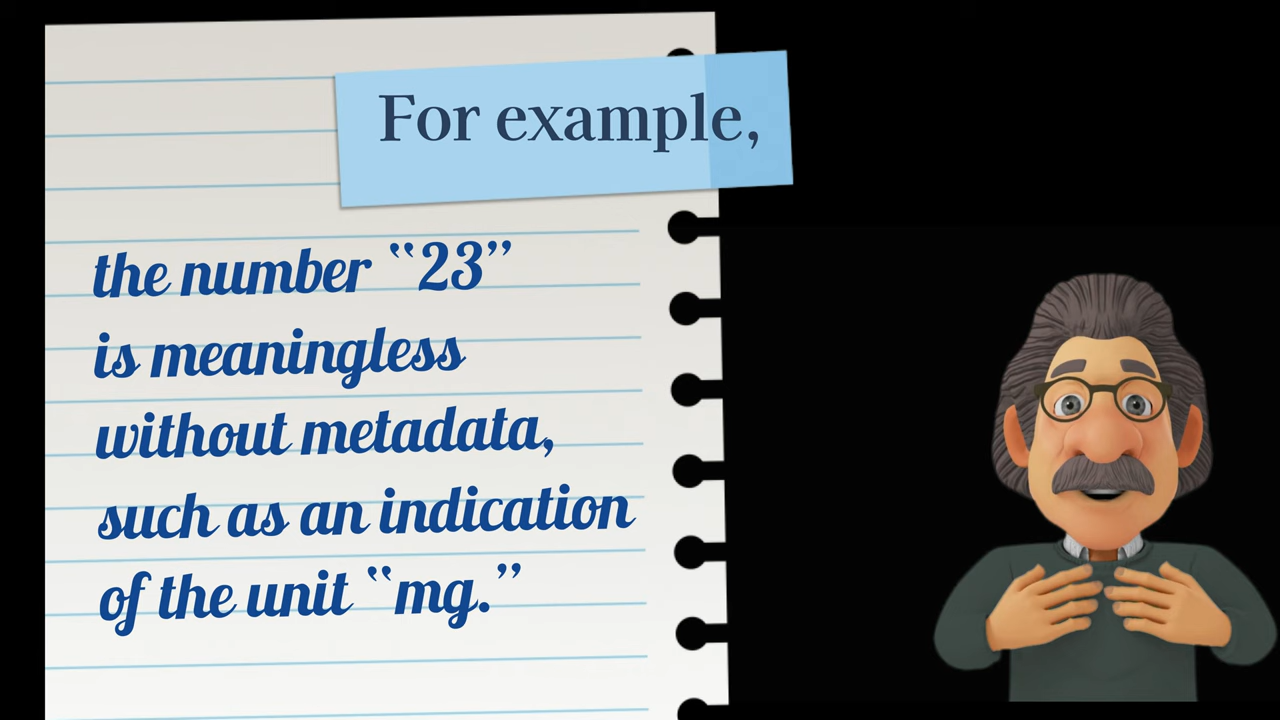 For example,
the number “23”
is meaningless
without metadata,
such as an indication
of the unit “mg.”